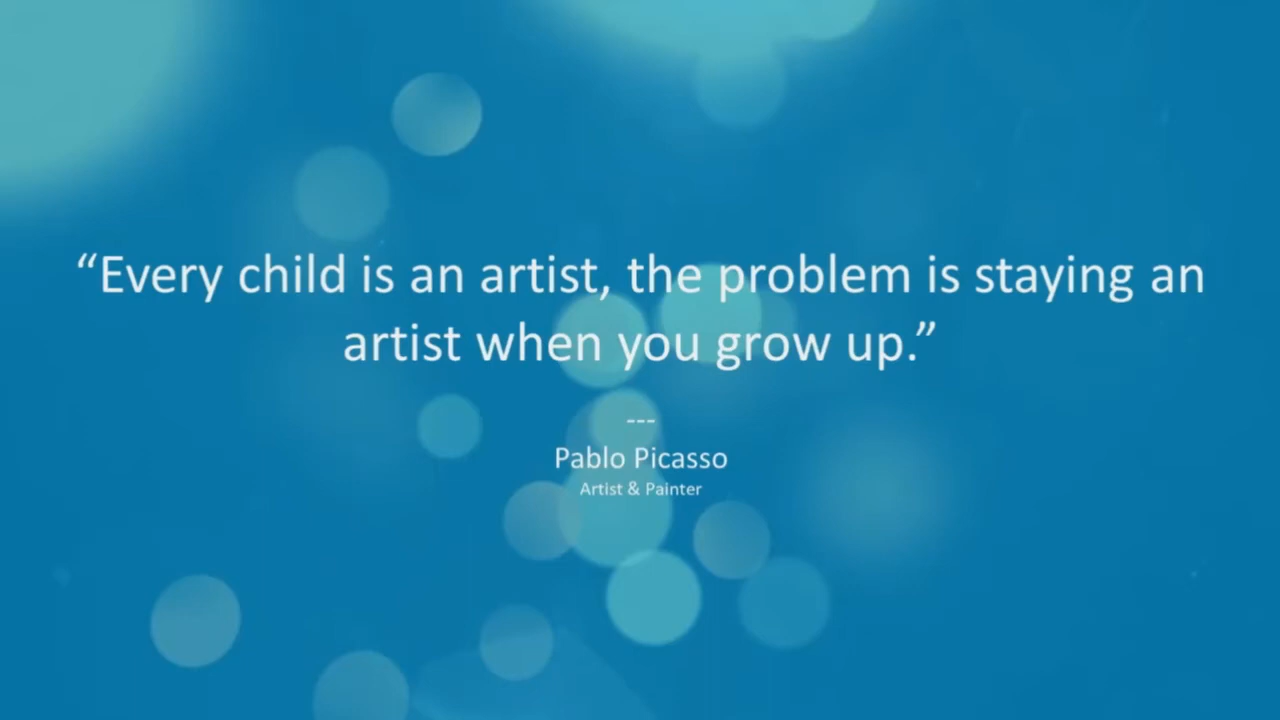 “Every child is an artist, the problem is staying an
artist when you grow up.”
---
Pablo Picasso
Artist & Painter